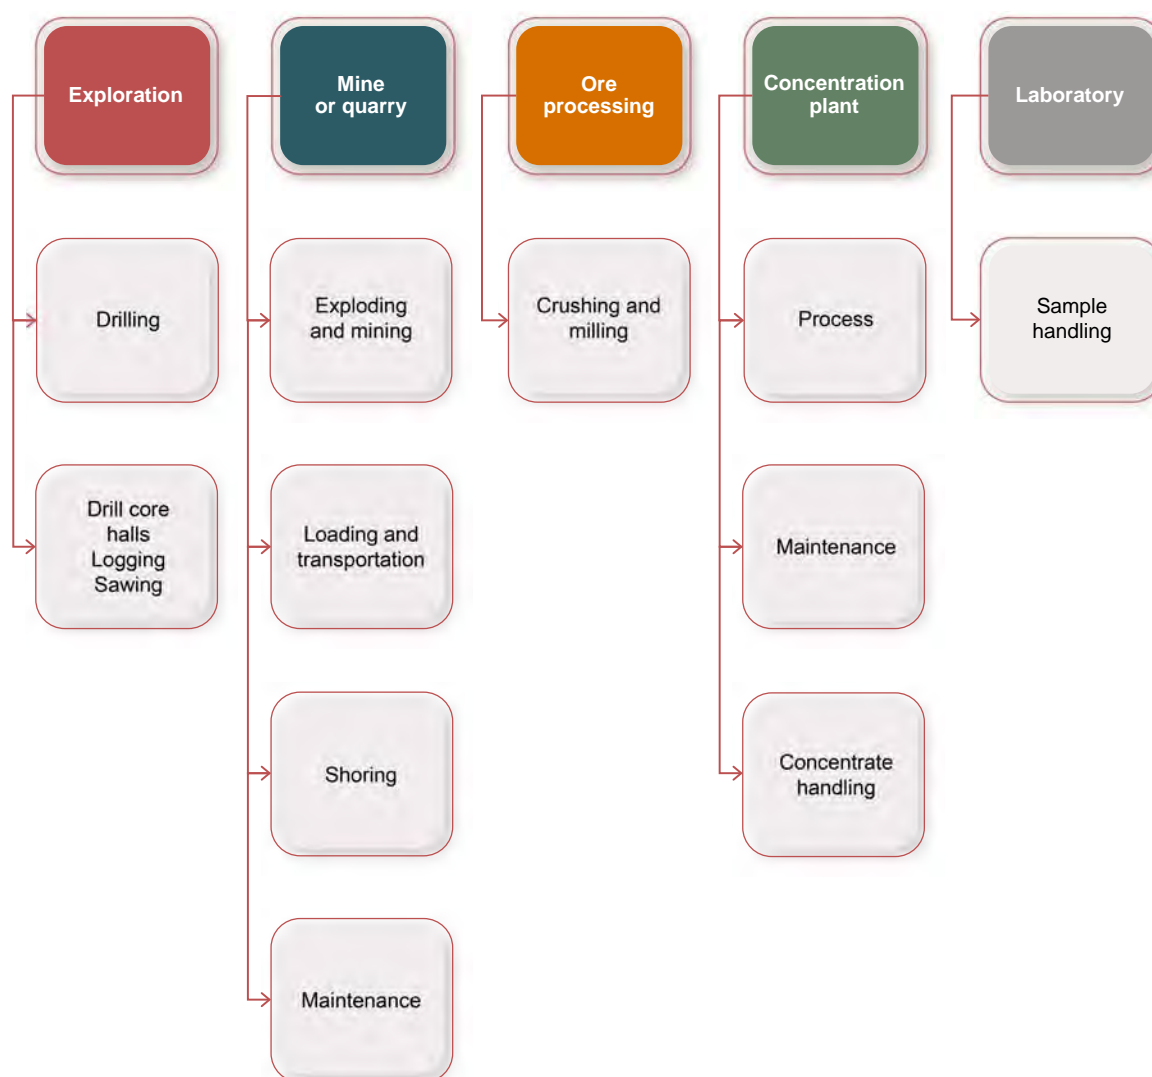 Exploration
Mine
or quarry
Ore
processing
Concentration
plant
Laboratory
Drilling
Exploding
and mining
Crushing and
milling
Process
Sample
handling
Drill core
halls
Logging
Sawing
Loading and
transportation
Maintenance
Shoring
Concentrate
handling
Maintenance